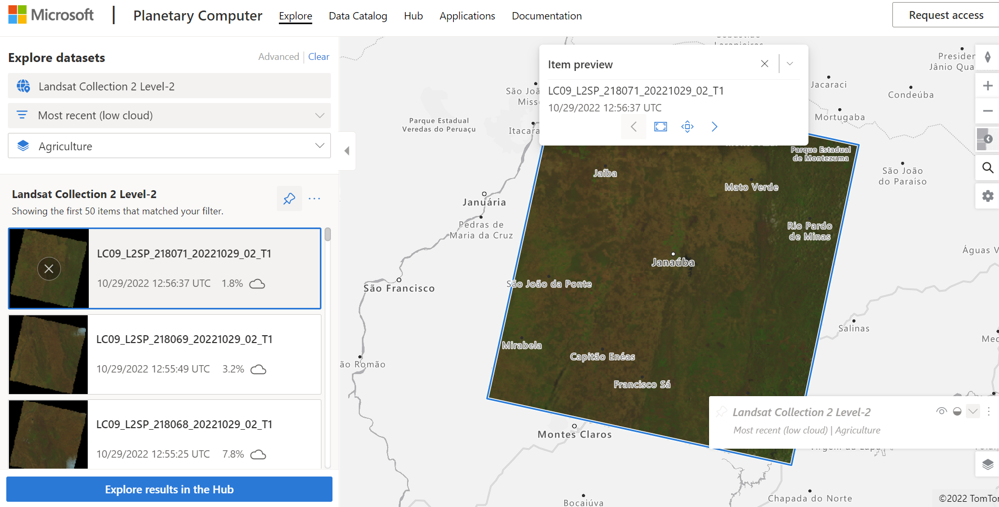 Microsoft
Planetary Computer
Explore
Data Catalog
Hub
Applications
Documentation
Request access
Explore datasets
Advanced
Clear
Landsat Collection 2 Level-2
Most recent (low cloud)
Agriculture
Landsat Collection 2 Level-2
Showing the first 50 items that matched your filter.
LC09_L2SP_218071_20221029_02_T1
10/29/2022 12:56:37 UTC 1.8%
LC09_L2SP_218069_20221029_02_T1
10/29/2022 12:55:49 UTC 3.2%
LC09_L2SP_218068_20221029_02_T1
10/29/2022 12:55:25 UTC 7.8%
Explore results in the Hub
Item preview
LC09_L2SP_218071_20221029_02_T1
10/29/2022 12:56:37 UTC
Presiden
Jânio Qua
Jacaraci
Condeúba
Mortugaba
São Joã
Misso
Parque Estadual
Veredas do Peruaçu
Itacara
Parque Estadual
de Montezuma
São João
do Paraíso
Jaíba
Mato Verde
Januária
Pedras de
Maria da Cruz
Rio Pardo
de Minas
Águas V
Janaúba
São Francisco
São João da Ponte
Salinas
Med
Mirabela
Capitão Enéas
ão Romão
Francisco Sá
Landsat Collection 2 Level-2
Most recent (low cloud) | Agriculture
Montes Claros
Chapada do Norte
Bocaiúva
©2022 TomTo